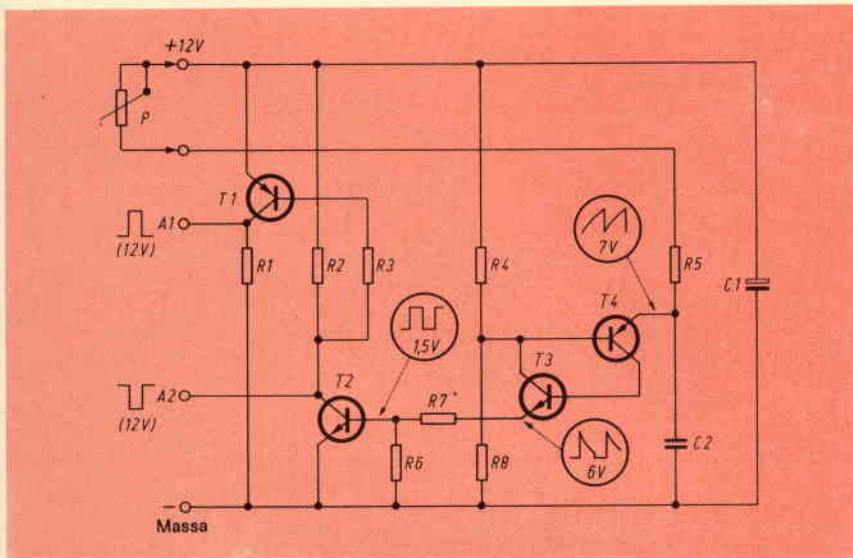 +12V
P
T1
A1
(12V)
R1
R2
R3
R4
7V
R5
C1
T4
1,5V
T3
A2
(12V)
T2
R7*
R6
R8
6V
C2
−
Massa